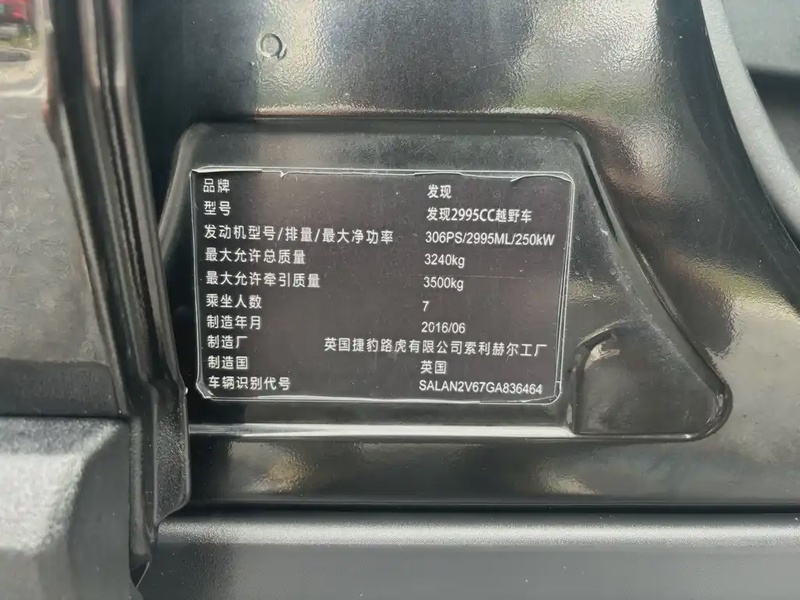 品牌 发现
型号 发现2995CC越野车
发动机型号/排量/最大净功率 306PS/2995ML/250kW
最大允许总质量 3240kg
最大允许牵引质量 3500kg
乘坐人数 7
制造年月 2016/06
制造厂 英国捷豹路虎有限公司索利赫尔工厂
制造国 英国
车辆识别代号 SALAN2V67GA836464